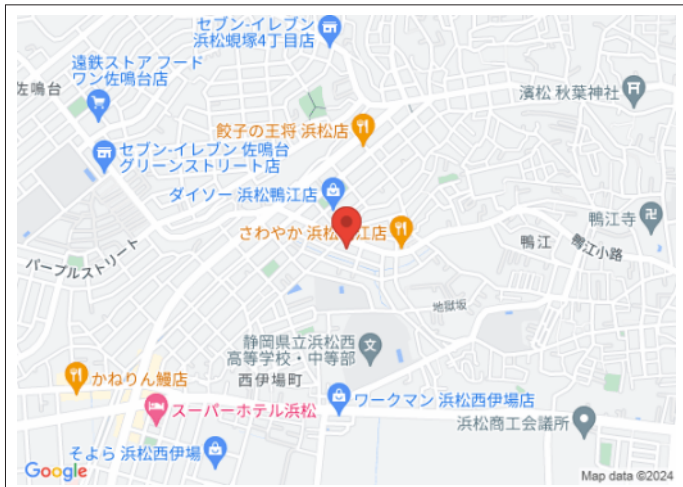 セブン-イレブン
浜松蜆塚4丁目店
遠鉄ストア フード
ワン佐鳴台店
佐鳴台
濱松 秋葉神社
餃子の王将 浜松店
セブン-イレブン 佐鳴台
グリーンストリート店
ダイソー 浜松鴨江店
鴨江寺
さわやか 浜松 江店
鴨江
鴨江小路
パープルストリート
地獄坂
静岡県立浜松西
高等学校・中等部
西伊場町
かねりん鰻店
スーパーホテル浜松
ワークマン 浜松西伊場店
浜松商工会議所
そよら 浜松西伊場
Google
Map data ©2024